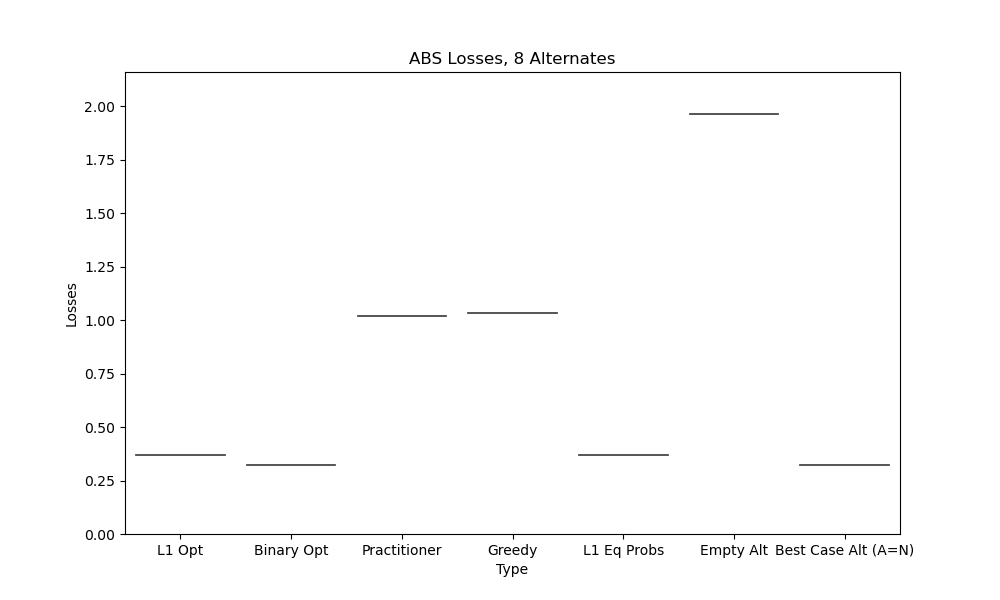 ABS Losses, 8 Alternates
2.00
1.75
1.50
1.25
1.00
0.75
0.50
0.25
0.00
Losses
L1 Opt
Binary Opt
Practitioner
Greedy
L1 Eq Probs
Empty Alt
Best Case Alt (A=N)
Type